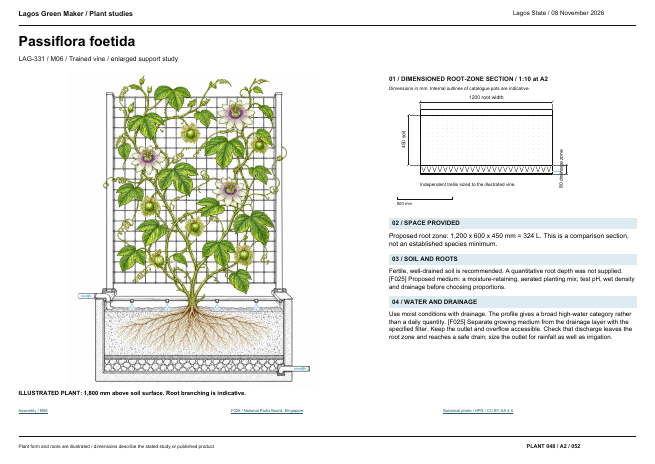 Lagos Green Maker / Plant studies
Lagos State / 08 November 2026
Passiflora foetida
LAG-331 / M06 / Trained vine / enlarged support study
01 / DIMENSIONED ROOT-ZONE SECTION / 1:10 at A2
Dimensions in mm. Internal outlines of catalogue pots are indicative.
1200 root width
450 soil
80 drainage zone
Independent trellis sized to the illustrated vine.
500 mm
02 / SPACE PROVIDED
Proposed root zone: 1,200 x 600 x 450 mm = 324 L. This is a comparison section,
not an established species minimum.
03 / SOIL AND ROOTS
Fertile, well-drained soil is recommended. A quantitative root depth was not supplied.
[F025] Proposed medium: a moisture-retaining, aerated planting mix; test pH, wet density
and drainage before choosing proportions.
04 / WATER AND DRAINAGE
Use moist conditions with drainage. The profile gives a broad high-water category rather
than a daily quantity. [F025] Separate growing medium from the drainage layer with the
specified filter. Keep the outlet and overflow accessible. Check that discharge leaves the
root zone and reaches a safe drain; size the outlet for rainfall as well as irrigation.
ILLUSTRATED PLANT: 1,800 mm above soil surface. Root branching is indicative.
Assembly / M06
F025 / National Parks Board, Singapore
Botanical photo / HPN / CC BY-SA 4.0
Plant form and roots are illustrated / dimensions describe the stated study or published product
PLANT 048 / A2 / 052